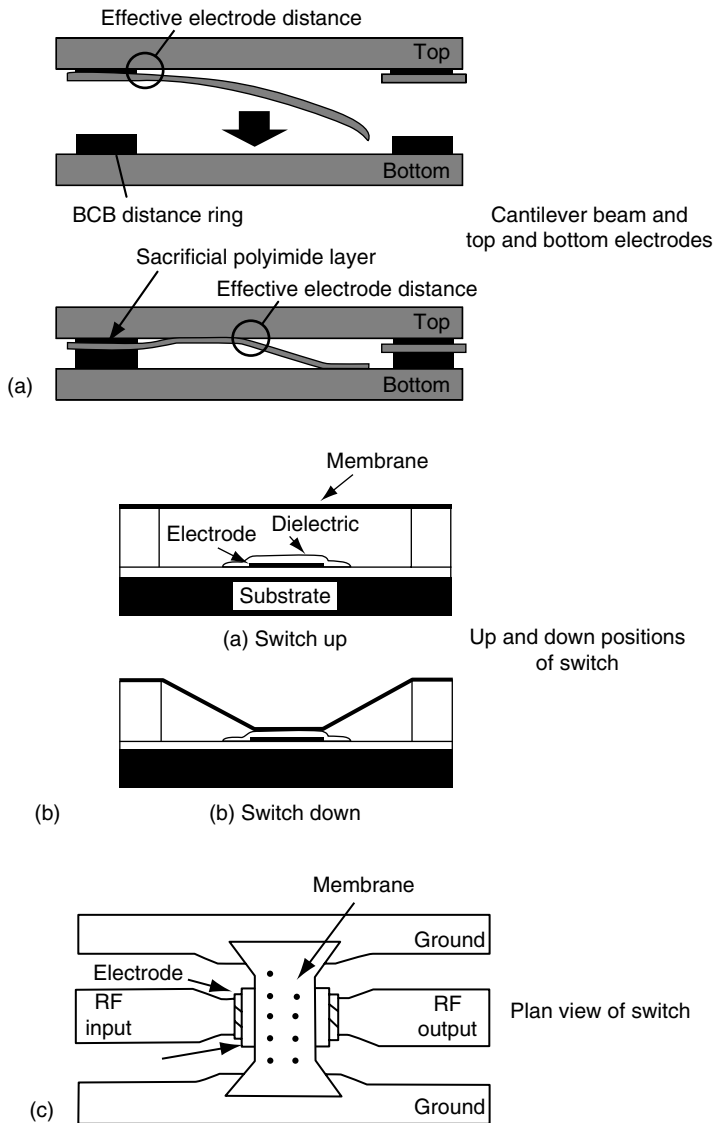 Effective electrode distance
Top
Bottom
BCB distance ring
Cantilever beam and
top and bottom electrodes
Sacrificial polyimide layer
Effective electrode distance
Top
Bottom
(a)
Membrane
Dielectric
Electrode
Substrate
(a) Switch up
Up and down positions
of switch
(b)
(b) Switch down
Membrane
Ground
Electrode
RF
input
RF
output
Plan view of switch
Ground
(c)